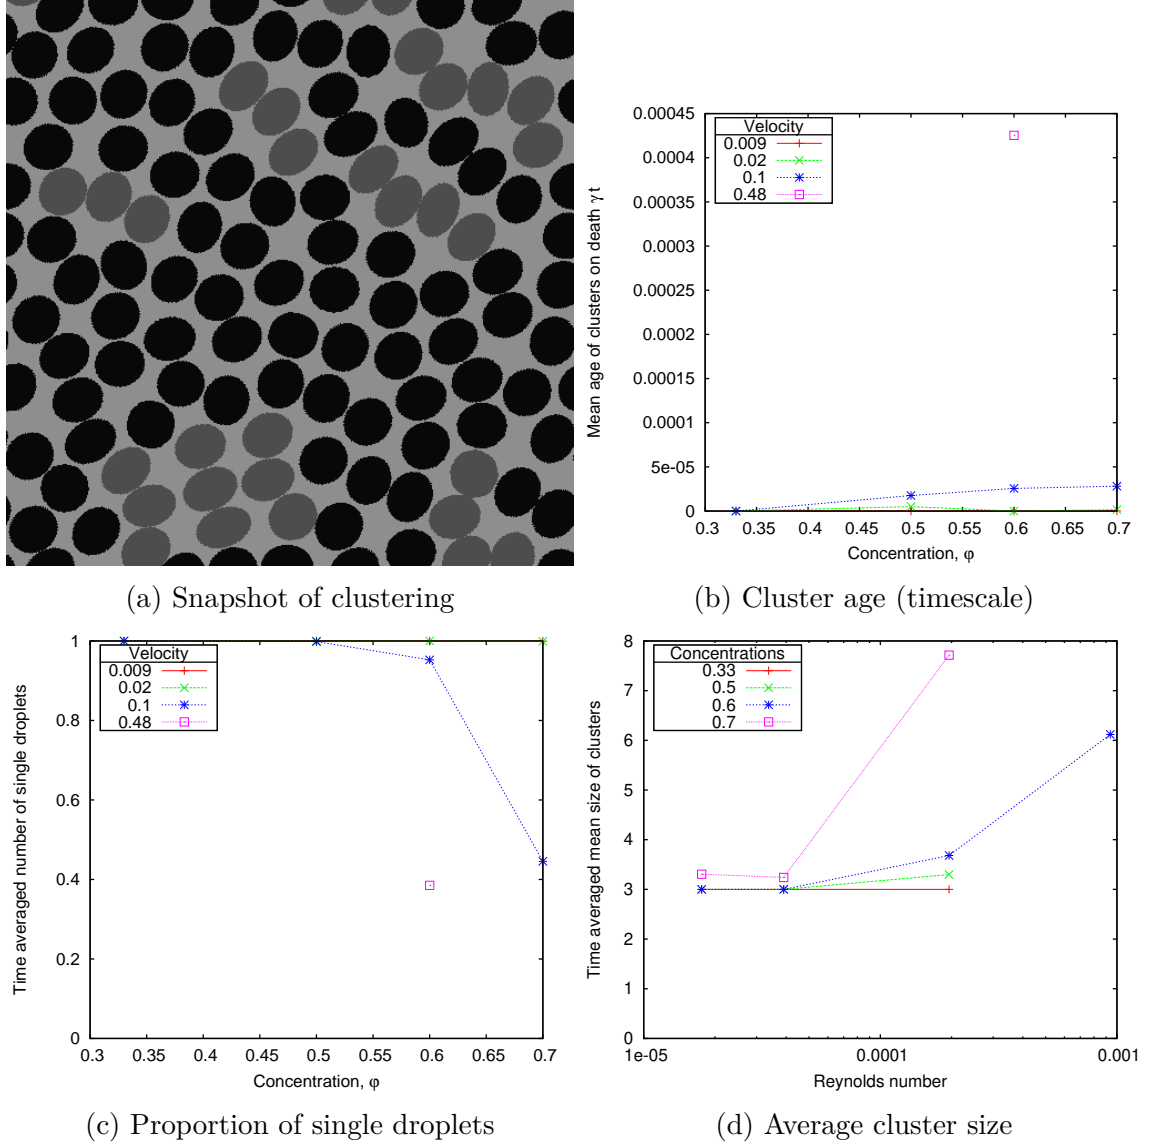 (a) Snapshot of clustering
Mean age of clusters on death γ t
0.00045
0.0004
0.00035
0.0003
0.00025
0.0002
0.00015
0.0001
5e-05
0
Velocity
0.009
0.02
0.1
0.48
0.3 0.35 0.4 0.45 0.5 0.55 0.6 0.65 0.7
Concentration, φ
(b) Cluster age (timescale)
Time averaged number of single droplets
1
0.8
0.6
0.4
0.2
0
Velocity
0.009
0.02
0.1
0.48
0.3 0.35 0.4 0.45 0.5 0.55 0.6 0.65 0.7
Concentration, φ
(c) Proportion of single droplets
Time averaged mean size of clusters
8
7
6
5
4
3
2
1
0
Concentrations
0.33
0.5
0.6
0.7
1e-05 0.0001 0.001
Reynolds number
(d) Average cluster size